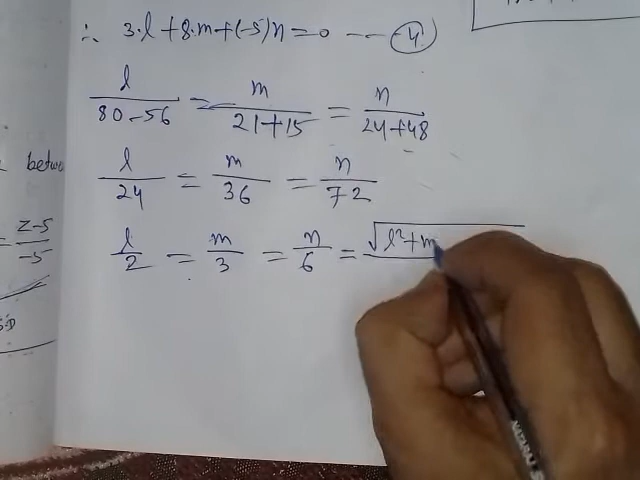 ∴ 3·l + 8·m + (-5)n = 0 --- (4)
l/(80-56) = m/(21+15) = n/(24+48)
l/24 = m/36 = n/72
l/2 = m/3 = n/6 = √(l²+m
z-5/-5